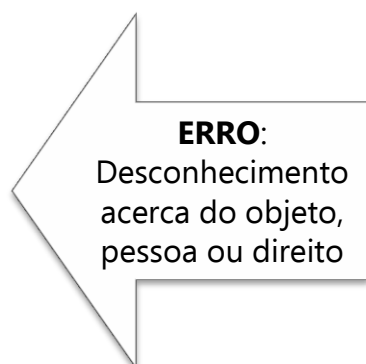 ERRO:
Desconhecimento
acerca do objeto,
pessoa ou direito